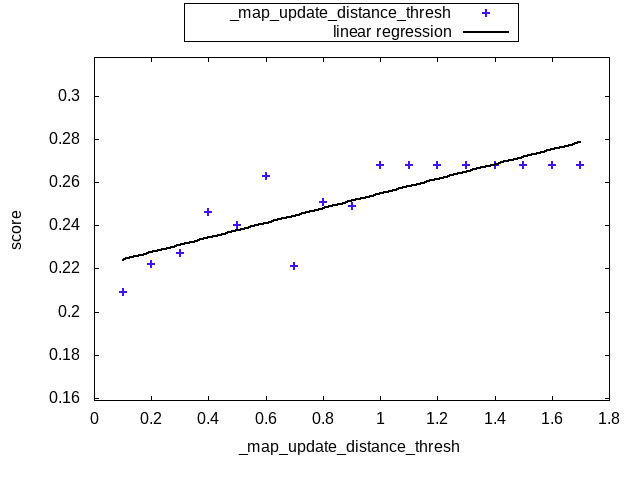 _map_update_distance_thresh
linear regression
0.3
0.28
0.26
0.24
0.22
0.2
0.18
0.16
score
0 0.2 0.4 0.6 0.8 1 1.2 1.4 1.6 1.8
_map_update_distance_thresh